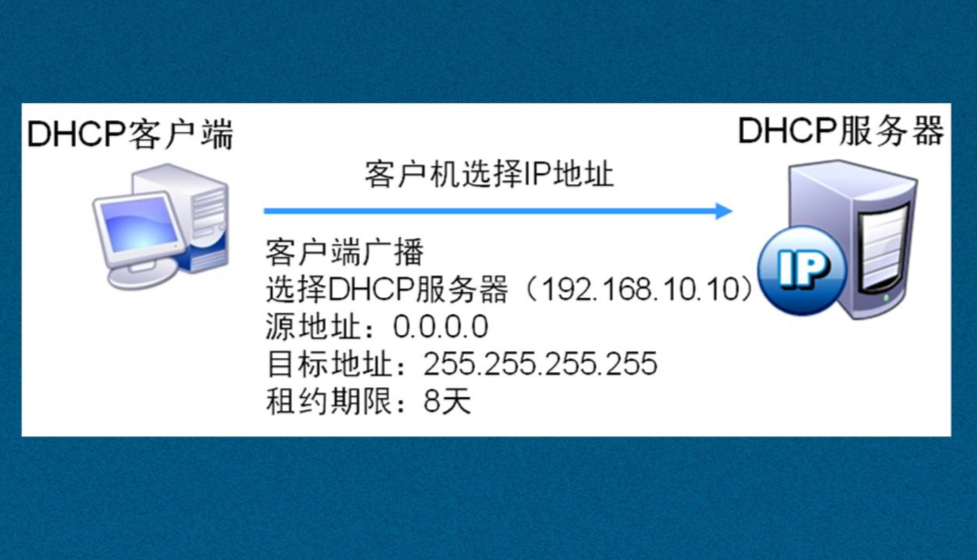 DHCP客户端
DHCP服务器
客户机选择IP地址
客户端广播
选择DHCP服务器（192.168.10.10）
IP
源地址：0.0.0.0
目标地址：255.255.255.255
租约期限：8天